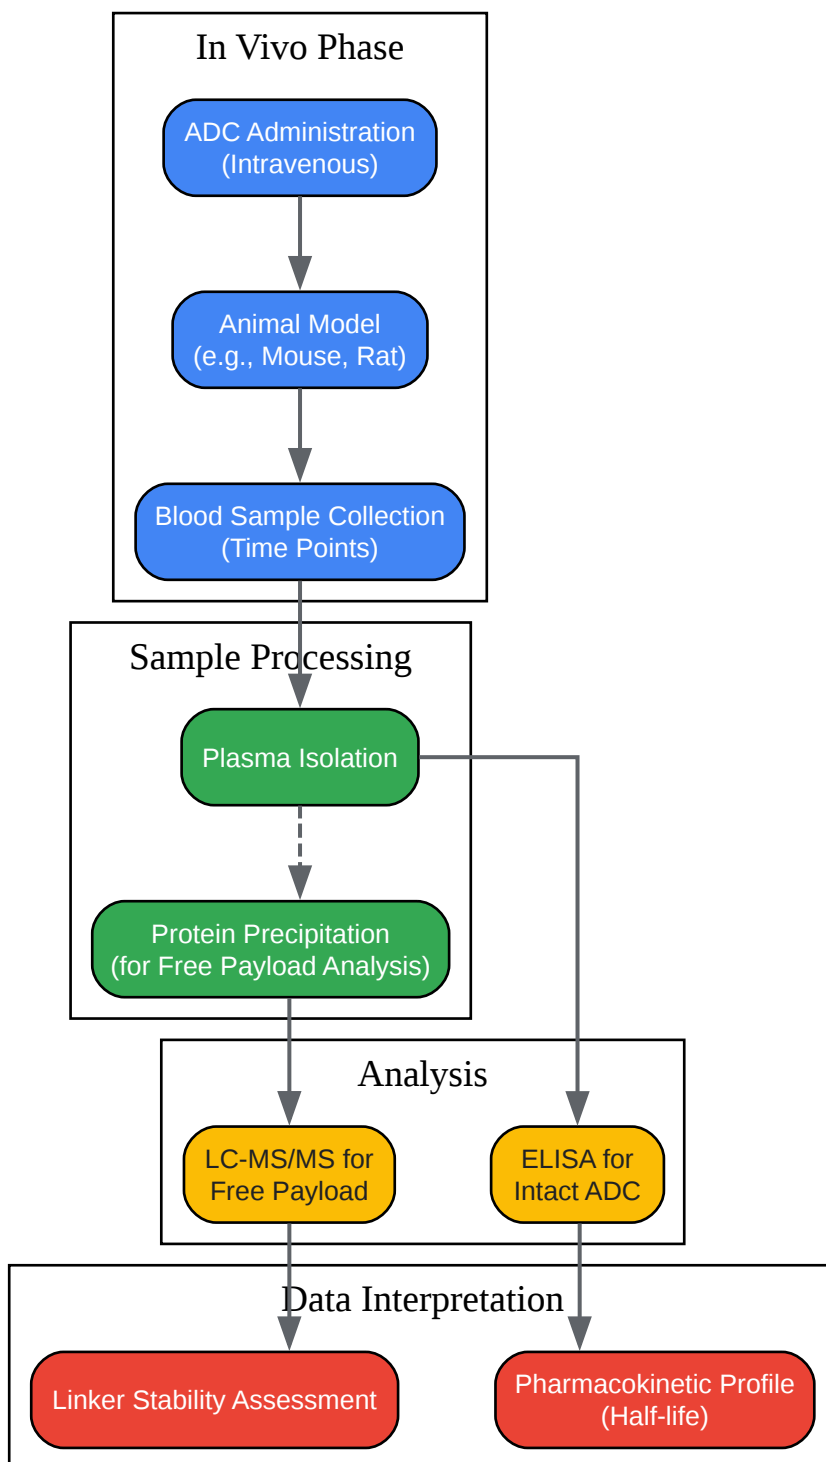 In Vivo Phase
ADC Administration
(Intravenous)
Animal Model
(e.g., Mouse, Rat)
Blood Sample Collection
(Time Points)
Sample Processing
Plasma Isolation
Protein Precipitation
(for Free Payload Analysis)
Analysis
LC-MS/MS for
Free Payload
ELISA for
Intact ADC
Data Interpretation
Linker Stability Assessment
Pharmacokinetic Profile
(Half-life)